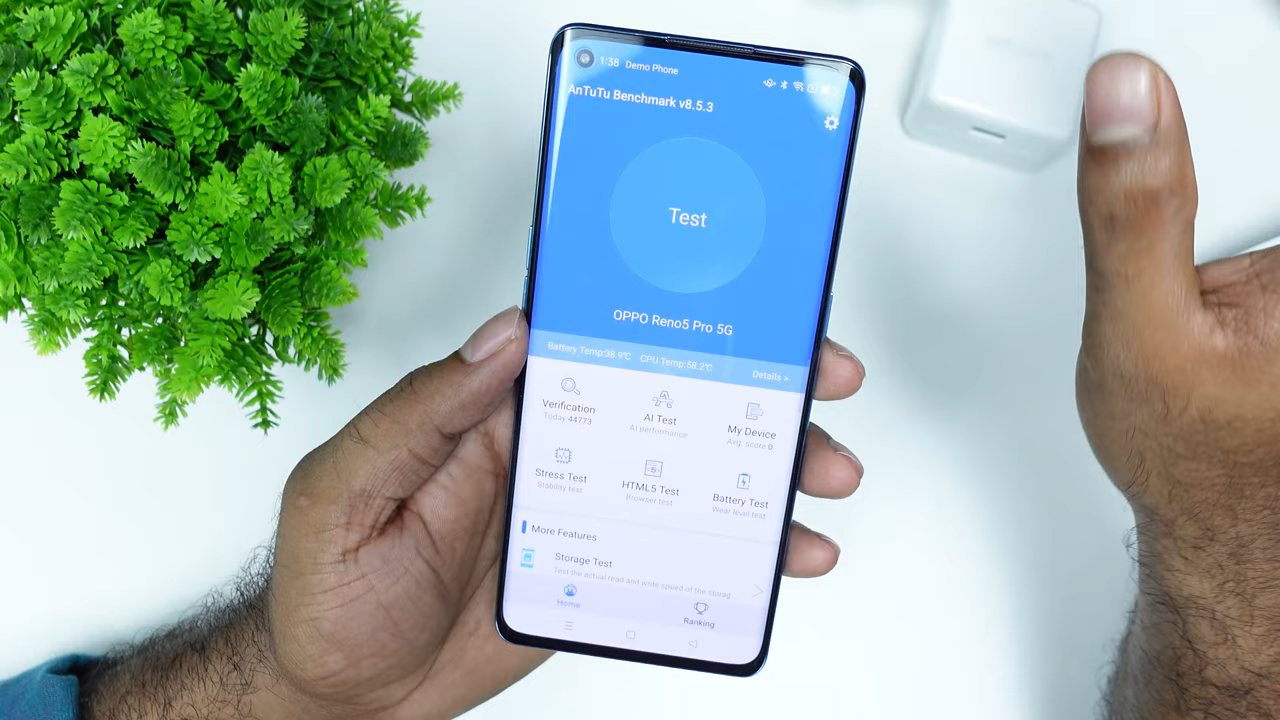 1:38 Demo Phone
AnTuTu Benchmark v8.5.3
Test
OPPO Reno5 Pro 5G
Battery Temp:38.9℃ CPU Temp:58.2℃ Details >
Verification
Today:44773
AI Test
AI performance
My Device
Avg. score:0
Stress Test
Stability test
HTML5 Test
Browser test
Battery Test
Wear level test
More Features
Storage Test
Test the actual read and write speed of the storag...
Home
Ranking